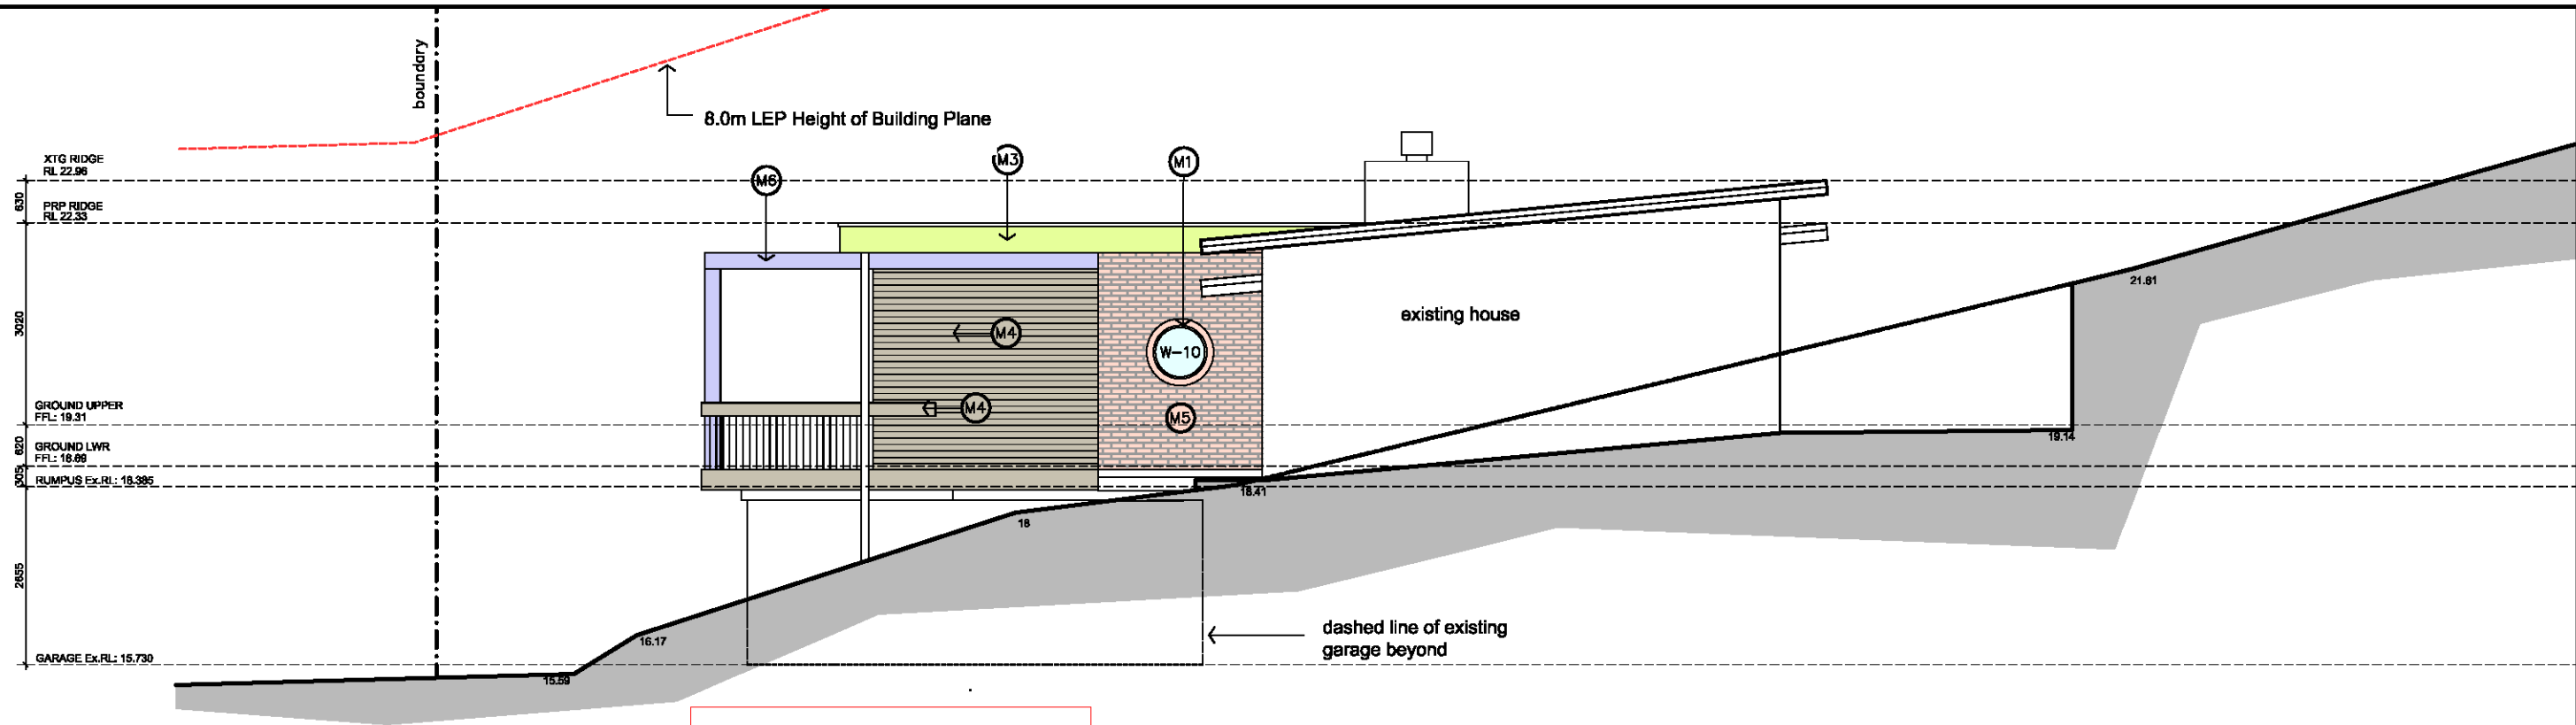 boundary
8.0m LEP Height of Building Plane
XTG RIDGE
RL 22.96
630
PRP RIDGE
RL 22.33
M6
M3
M1
3020
M4
W-10
existing house
21.81
M4
M5
GROUND UPPER
FFL: 19.31
620
GROUND LWR
FFL: 18.69
305
RUMPUS Ex.RL: 18.385
19.14
18.41
18
2655
dashed line of existing
garage beyond
16.17
GARAGE Ex.RL: 15.730
15.59